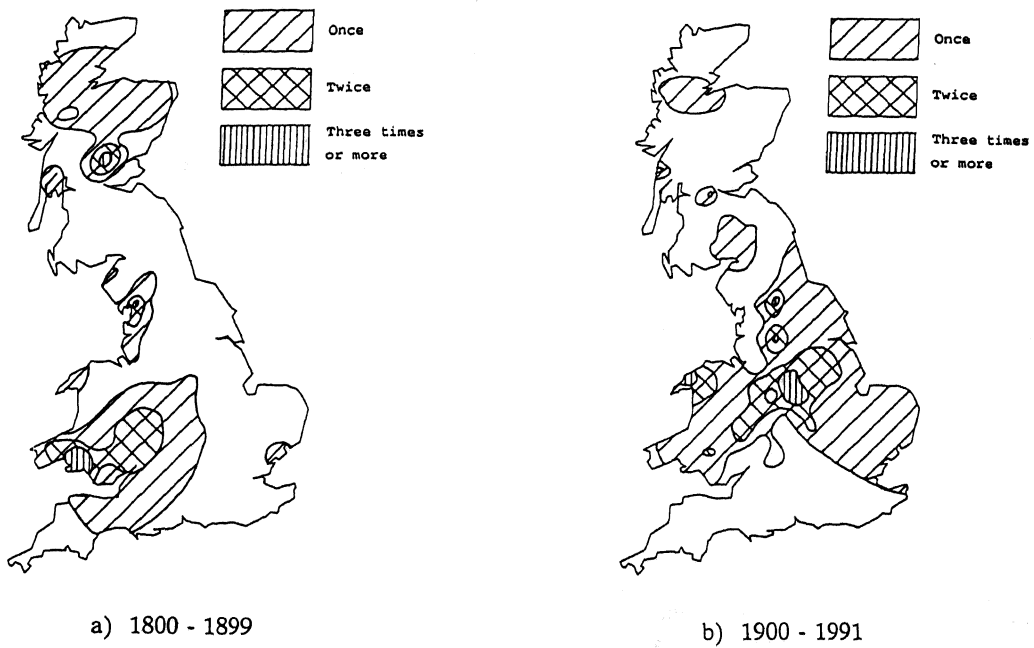 Once
Twice
Three times
or more
a) 1800 - 1899
Once
Twice
Three times
or more
b) 1900 - 1991